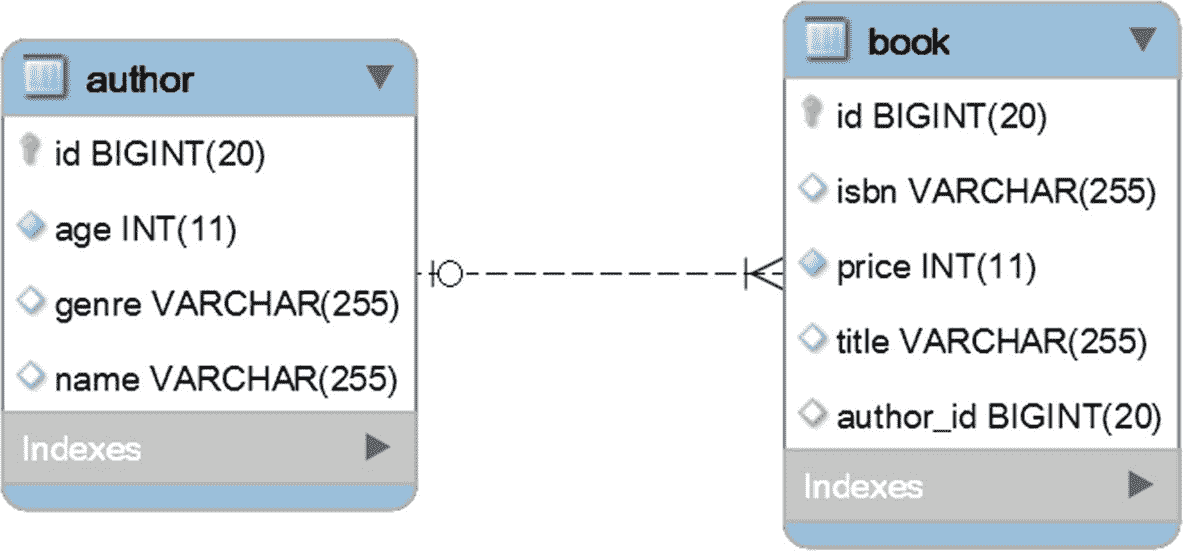 author
id BIGINT(20)
age INT(11)
genre VARCHAR(255)
name VARCHAR(255)
Indexes
book
id BIGINT(20)
isbn VARCHAR(255)
price INT(11)
title VARCHAR(255)
author_id BIGINT(20)
Indexes